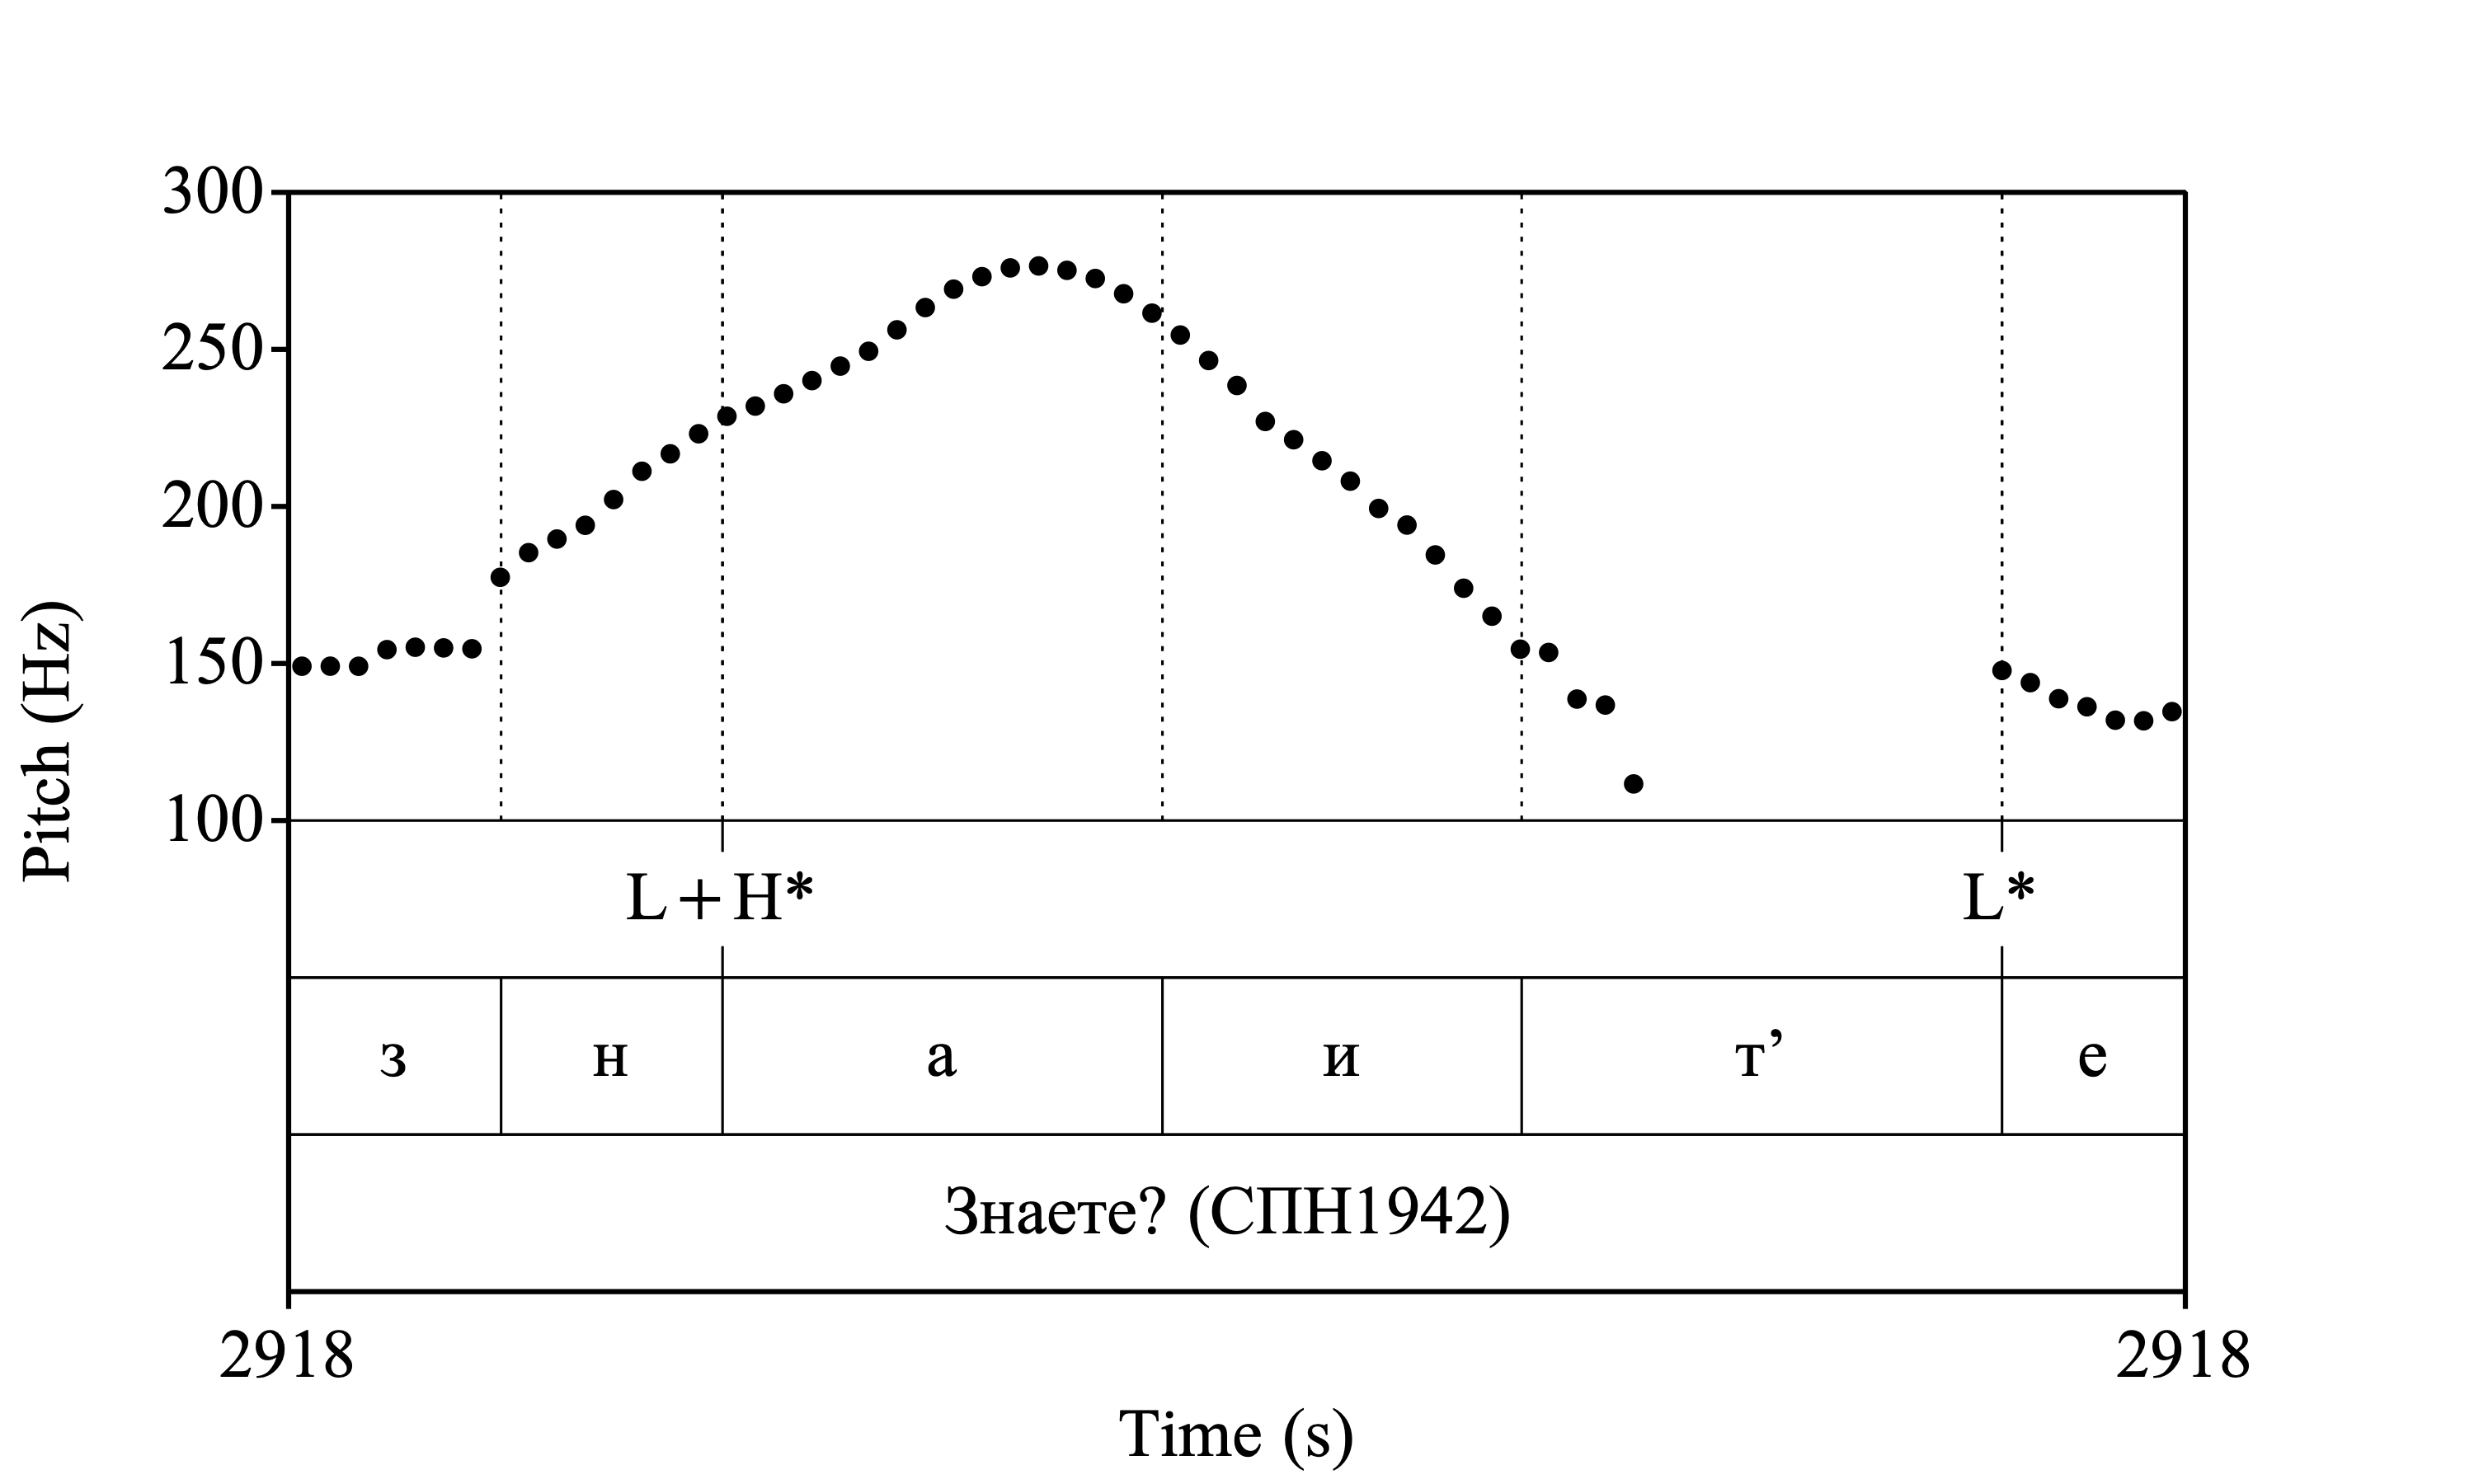 300
250
200
150
100
Pitch (Hz)
L+H* L*
з н а и т’ е
Знаете? (СПН1942)
2918 2918
Time (s)